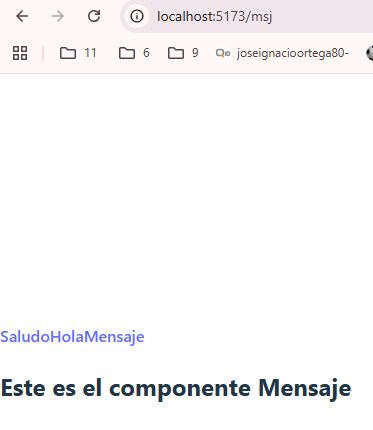 localhost:5173/msj
11 6 9 joseignacioortega80-
SaludoHolaMensaje
Este es el componente Mensaje